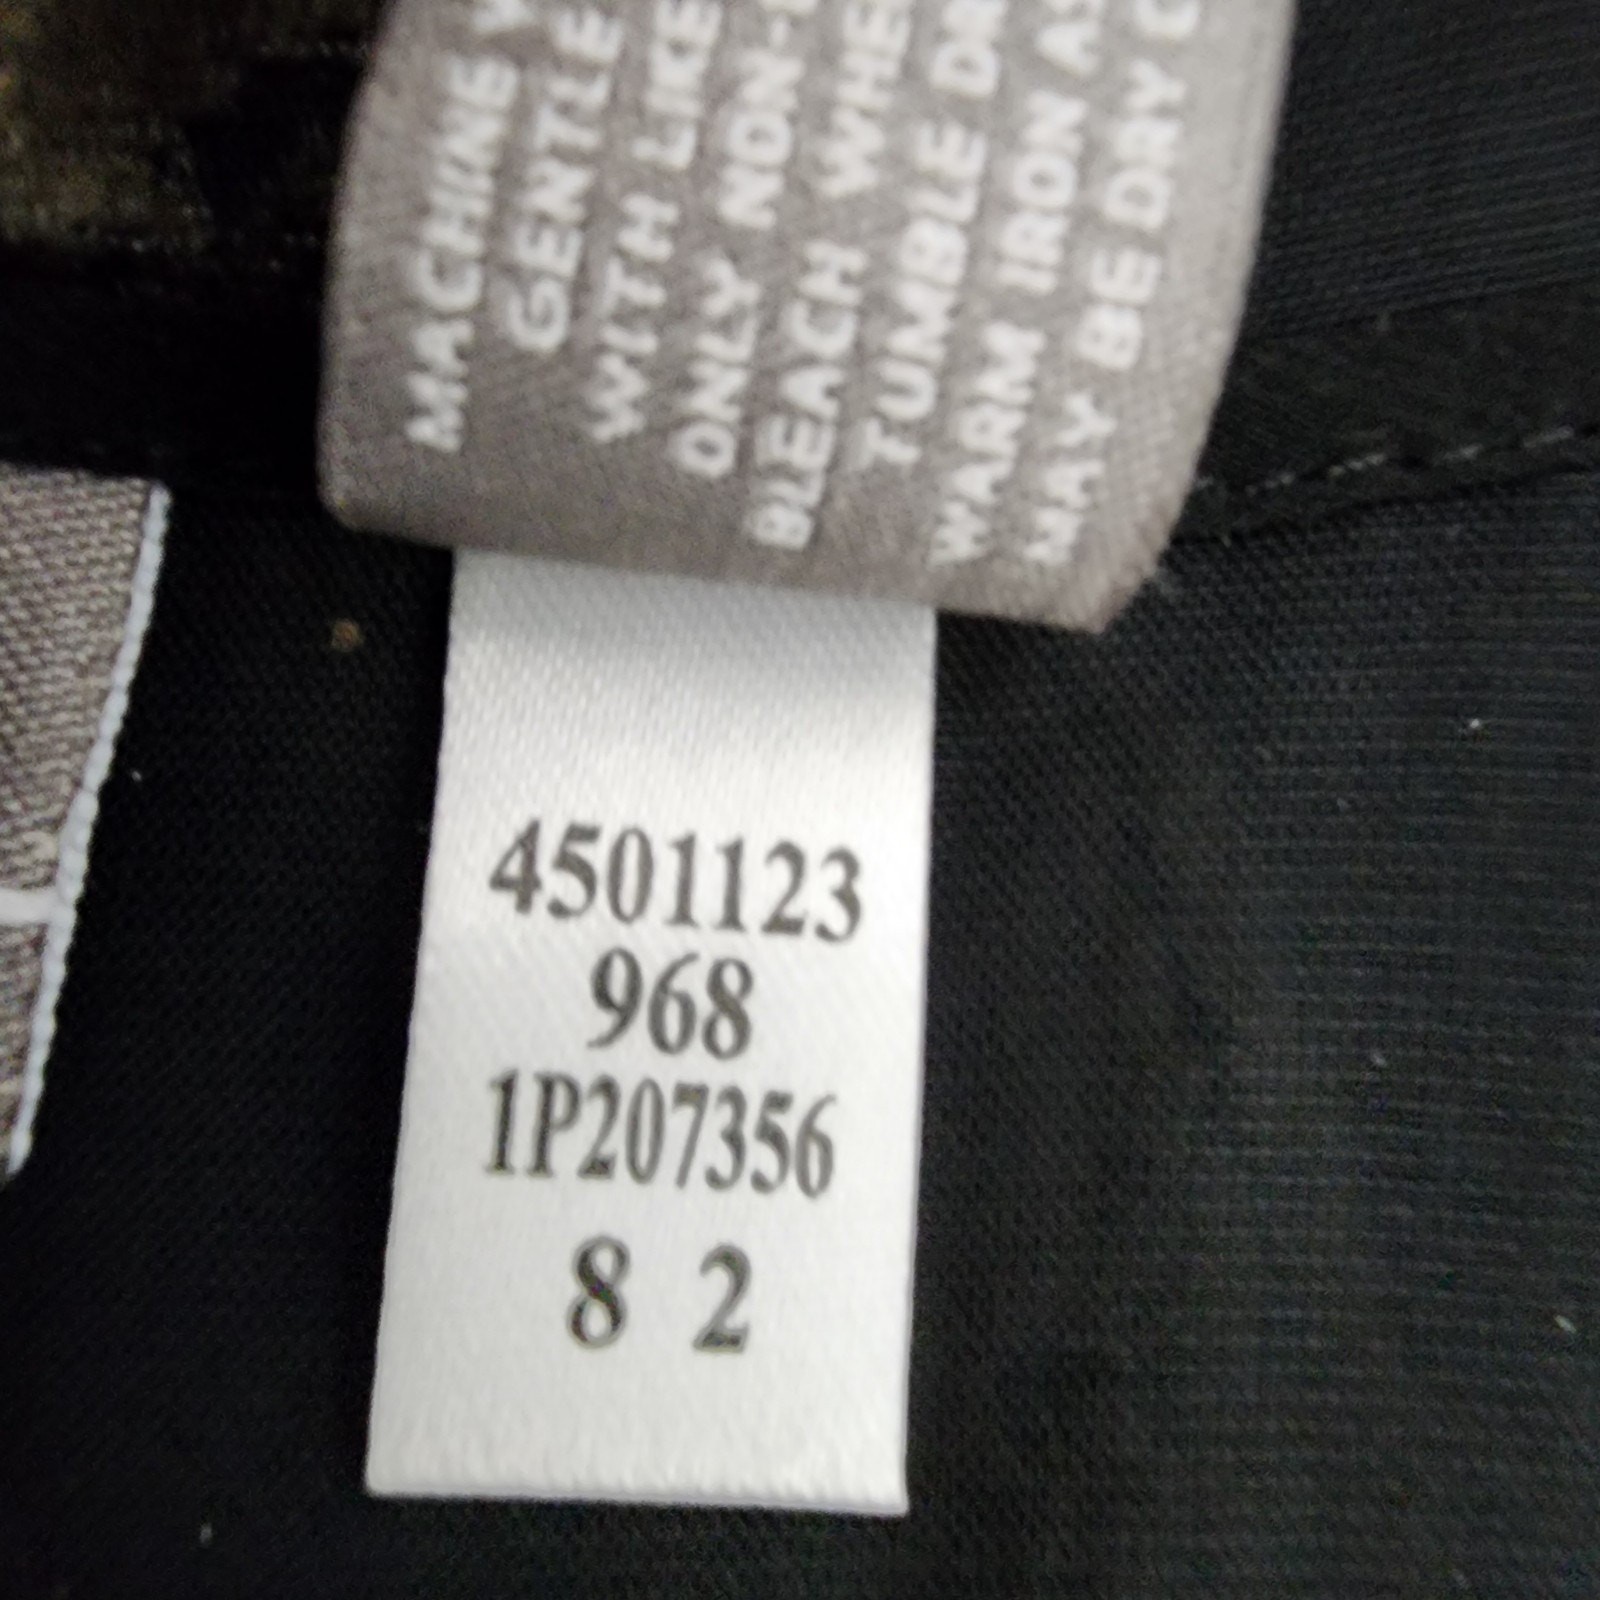 MACHINE
GENTLE
WITH LIKE
ONLY NON-
BLEACH WHE
TUMBLE DR
WARM IRON AS
MAY BE DRY C
4501123
968
1P207356
8 2